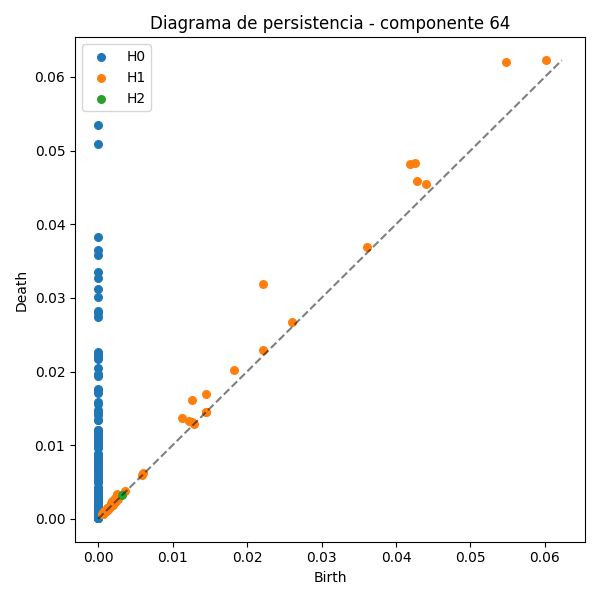 Diagrama de persistencia - componente 64
H0
H1
H2
Death
0.06
0.05
0.04
0.03
0.02
0.01
0.00
0.00 0.01 0.02 0.03 0.04 0.05 0.06
Birth